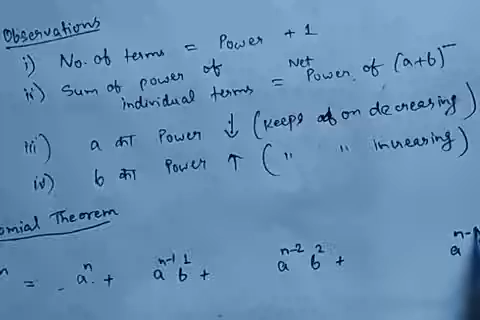 Observations
i) No. of terms = Power + 1
ii) Sum of power of individual terms = Net Power of (a+b)
iii) a का Power ↓ (Keeps on decreasing)
iv) b का Power ↑ ( " " increasing)
omial Theorem
n = a^n + a^{n-1} b^1 + a^{n-2} b^2 + a^{n-